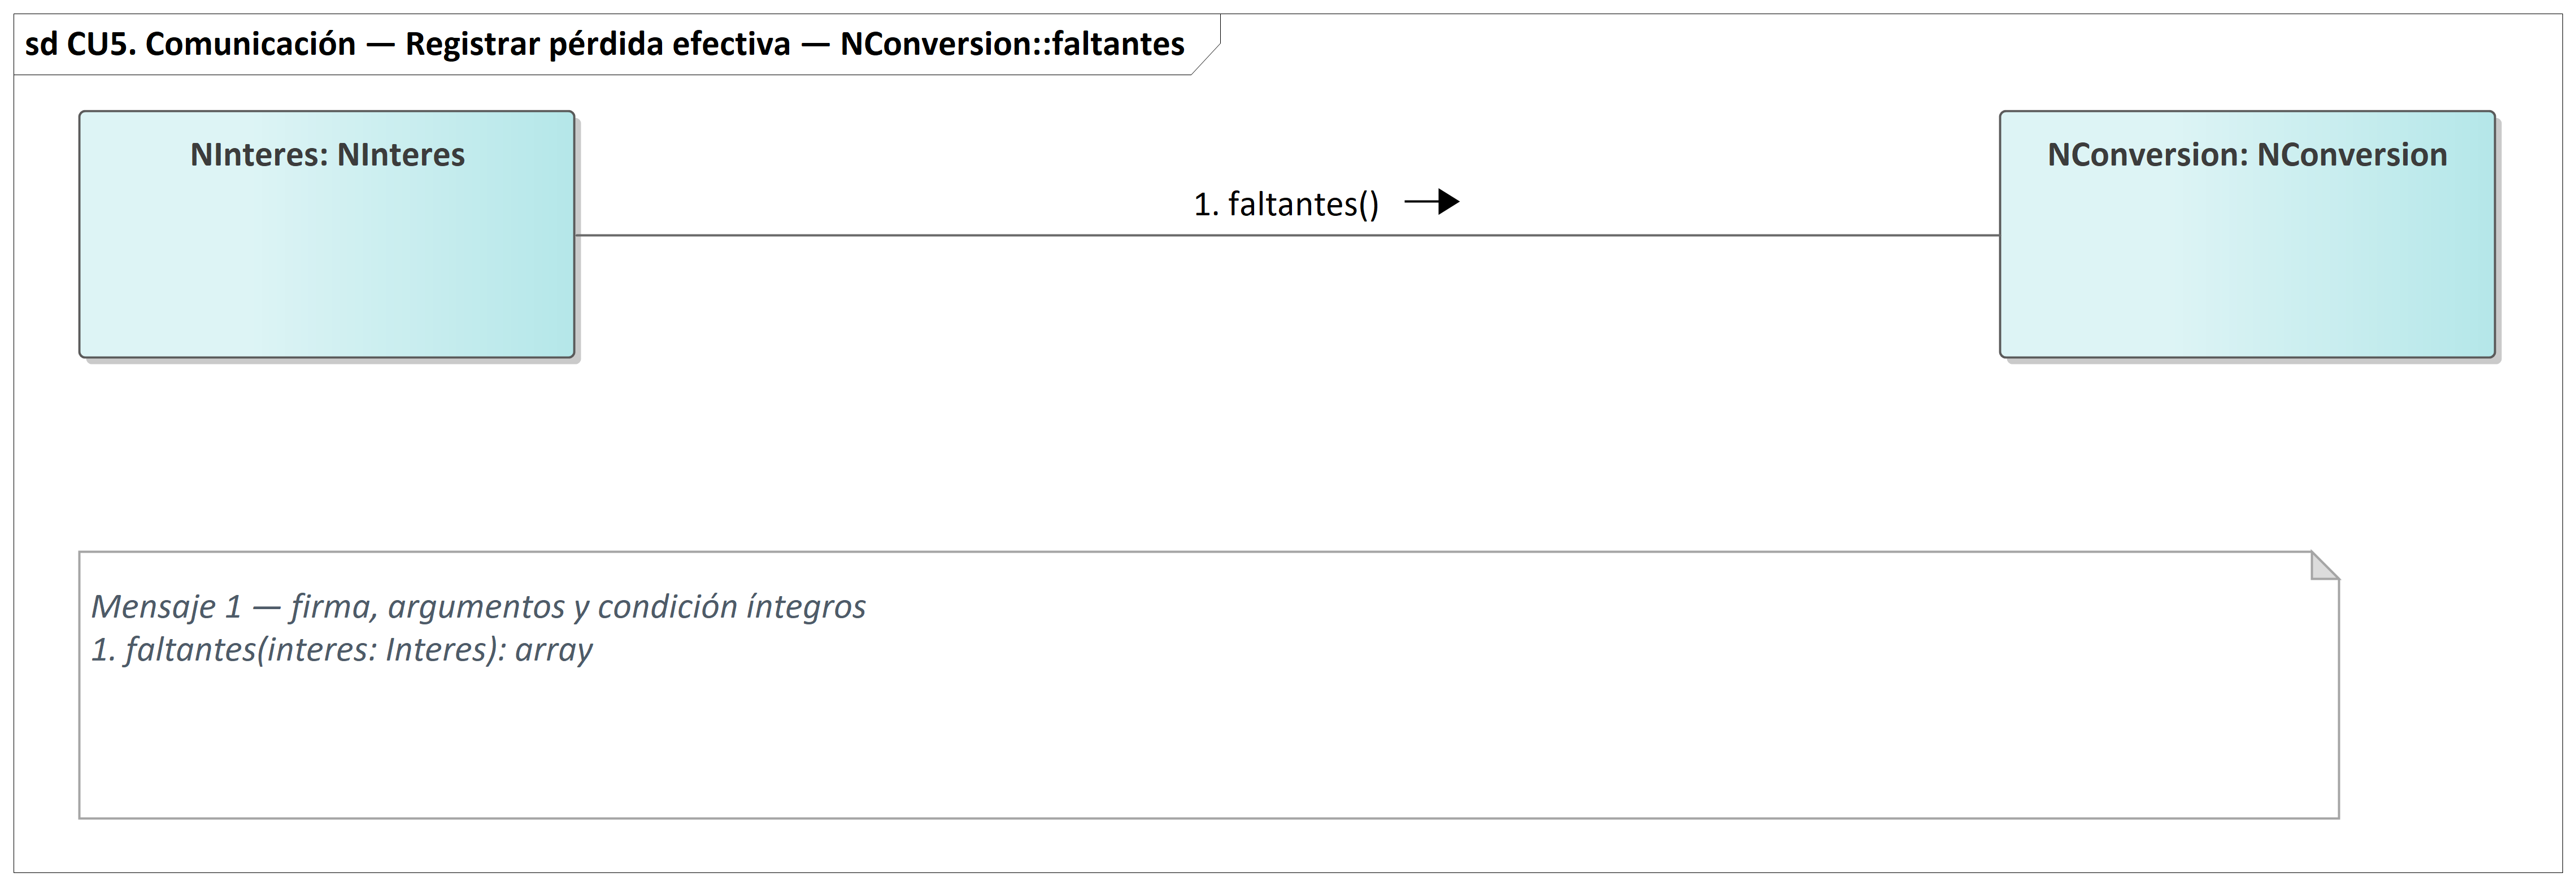 sd CU5. Comunicación — Registrar pérdida efectiva — NConversion::faltantes
NInteres: NInteres
NConversion: NConversion
1. faltantes()
Mensaje 1 — firma, argumentos y condición íntegros
1. faltantes(interes: Interes): array